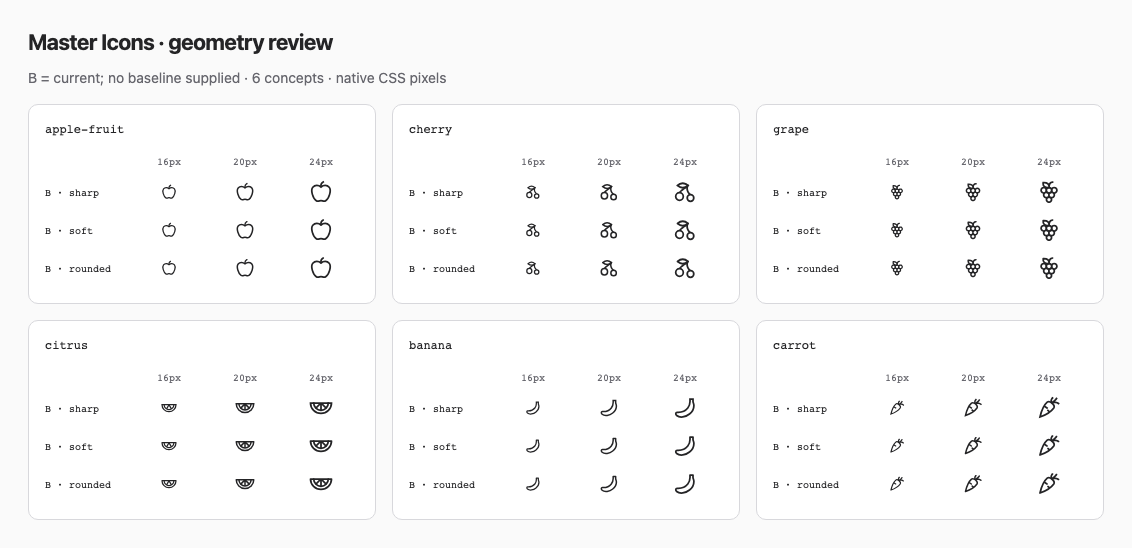 Master Icons · geometry review
B = current; no baseline supplied · 6 concepts · native CSS pixels
apple-fruit
16px 20px 24px
B · sharp
B · soft
B · rounded
cherry
16px 20px 24px
B · sharp
B · soft
B · rounded
grape
16px 20px 24px
B · sharp
B · soft
B · rounded
citrus
16px 20px 24px
B · sharp
B · soft
B · rounded
banana
16px 20px 24px
B · sharp
B · soft
B · rounded
carrot
16px 20px 24px
B · sharp
B · soft
B · rounded